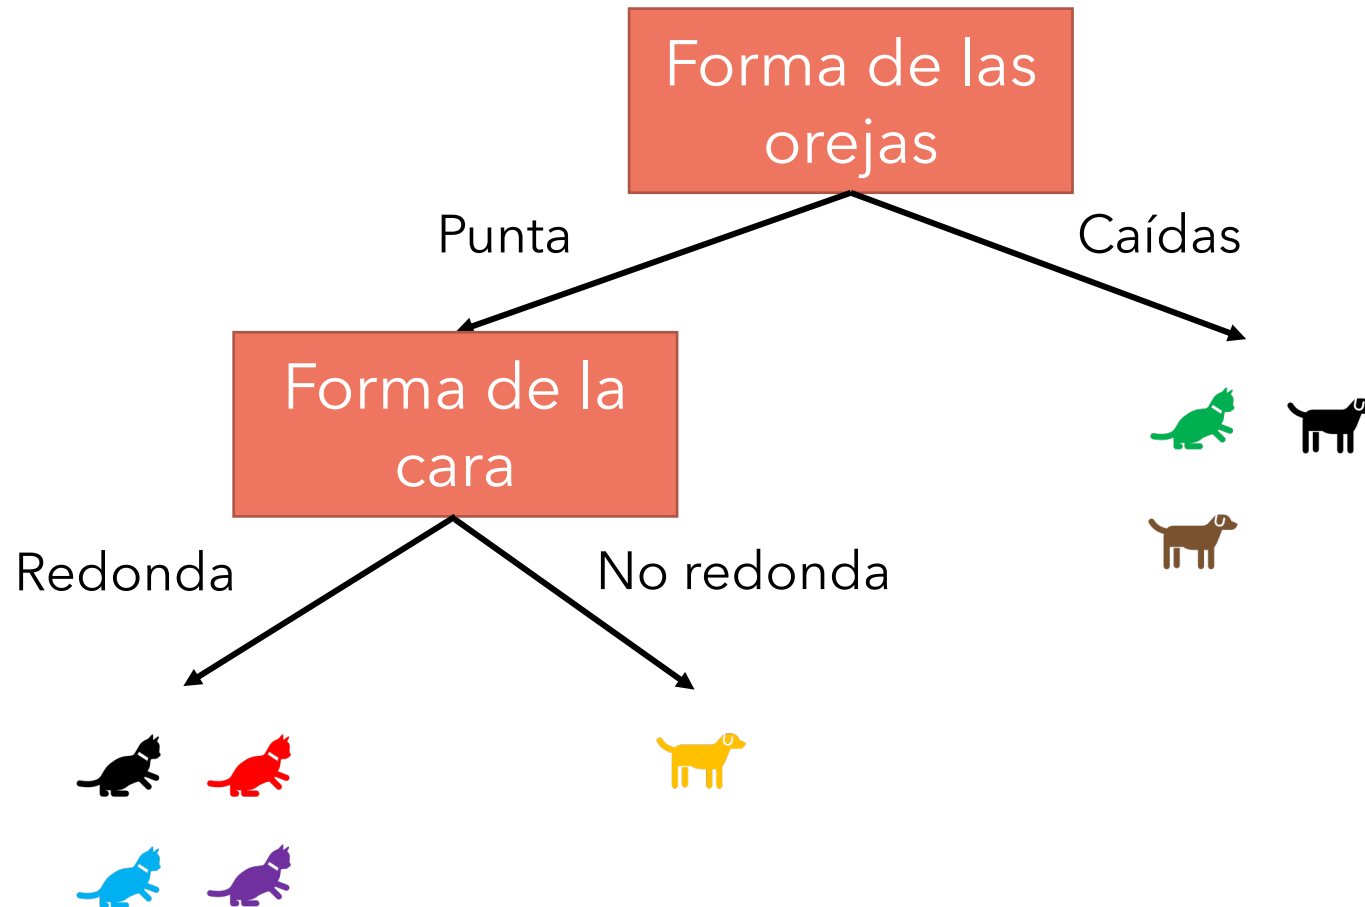 Forma de las
orejas
Punta
Caídas
Forma de la
cara
Redonda
No redonda